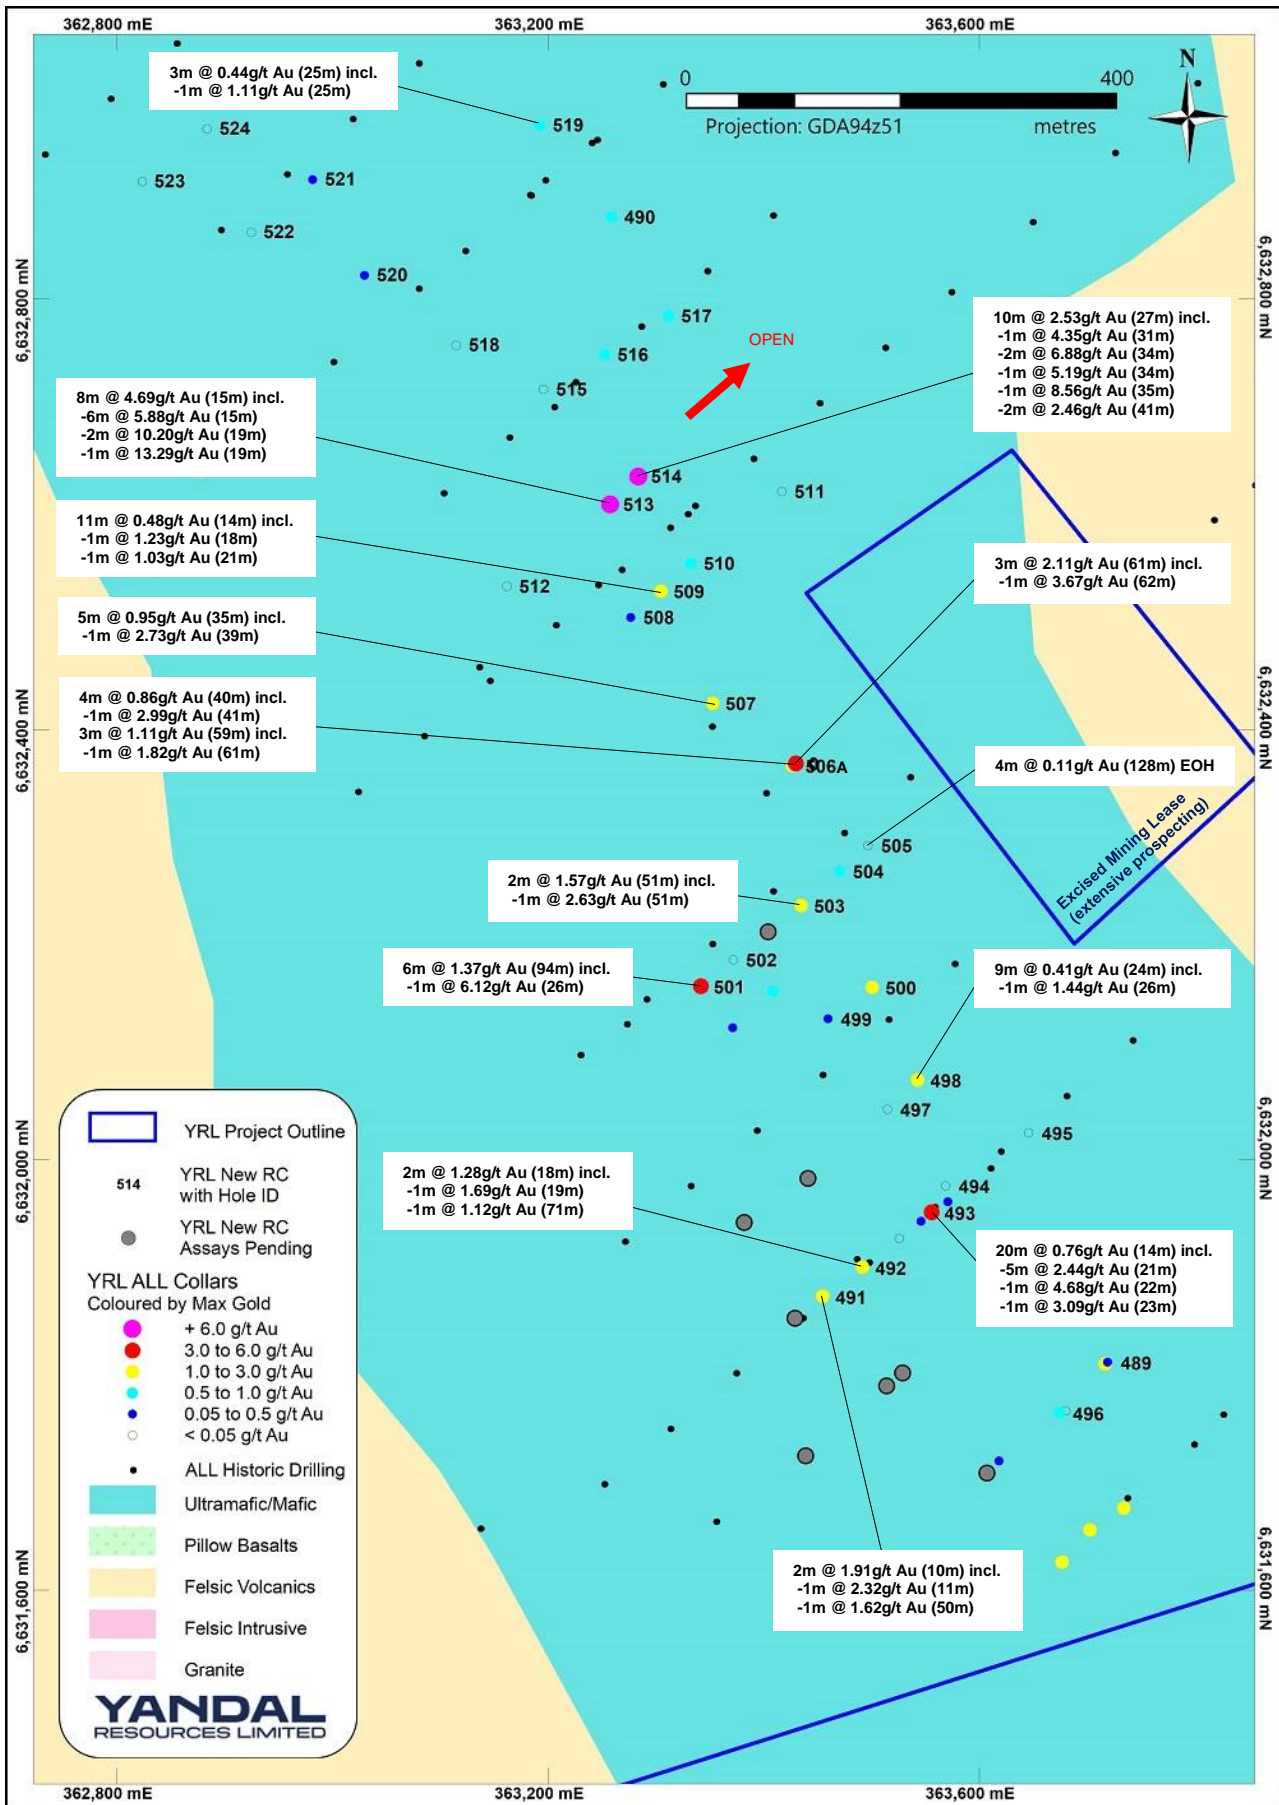 362,800 mE
363,200 mE
363,600 mE
3m @ 0.44g/t Au (25m) incl.
-1m @ 1.11g/t Au (25m)
0
400
Projection: GDA94z51
metres
N
519
524
523
521
490
522
520
6,632,800 mN
6,632,800 mN
517
518
516
515
OPEN
10m @ 2.53g/t Au (27m) incl.
-1m @ 4.35g/t Au (31m)
-2m @ 6.88g/t Au (34m)
-1m @ 5.19g/t Au (34m)
-1m @ 8.56g/t Au (35m)
-2m @ 2.46g/t Au (41m)
8m @ 4.69g/t Au (15m) incl.
-6m @ 5.88g/t Au (15m)
-2m @ 10.20g/t Au (19m)
-1m @ 13.29g/t Au (19m)
514
513
511
11m @ 0.48g/t Au (14m) incl.
-1m @ 1.23g/t Au (18m)
-1m @ 1.03g/t Au (21m)
510
512
509
508
3m @ 2.11g/t Au (61m) incl.
-1m @ 3.67g/t Au (62m)
5m @ 0.95g/t Au (35m) incl.
-1m @ 2.73g/t Au (39m)
507
4m @ 0.86g/t Au (40m) incl.
-1m @ 2.99g/t Au (41m)
3m @ 1.11g/t Au (59m) incl.
-1m @ 1.82g/t Au (61m)
6,632,400 mN
6,632,400 mN
506A
4m @ 0.11g/t Au (128m) EOH
Excised Mining Lease
(extensive prospecting)
505
504
2m @ 1.57g/t Au (51m) incl.
-1m @ 2.63g/t Au (51m)
503
502
6m @ 1.37g/t Au (94m) incl.
-1m @ 6.12g/t Au (26m)
501
500
9m @ 0.41g/t Au (24m) incl.
-1m @ 1.44g/t Au (26m)
499
498
497
495
6,632,000 mN
6,632,000 mN
2m @ 1.28g/t Au (18m) incl.
-1m @ 1.69g/t Au (19m)
-1m @ 1.12g/t Au (71m)
494
493
20m @ 0.76g/t Au (14m) incl.
-5m @ 2.44g/t Au (21m)
-1m @ 4.68g/t Au (22m)
-1m @ 3.09g/t Au (23m)
492
491
489
496
2m @ 1.91g/t Au (10m) incl.
-1m @ 2.32g/t Au (11m)
-1m @ 1.62g/t Au (50m)
6,631,600 mN
6,631,600 mN
YRL Project Outline
514
YRL New RC
with Hole ID
YRL New RC
Assays Pending
YRL ALL Collars
Coloured by Max Gold
+ 6.0 g/t Au
3.0 to 6.0 g/t Au
1.0 to 3.0 g/t Au
0.5 to 1.0 g/t Au
0.05 to 0.5 g/t Au
< 0.05 g/t Au
ALL Historic Drilling
Ultramafic/Mafic
Pillow Basalts
Felsic Volcanics
Felsic Intrusive
Granite
YANDAL
RESOURCES LIMITED
362,800 mE
363,200 mE
363,600 mE